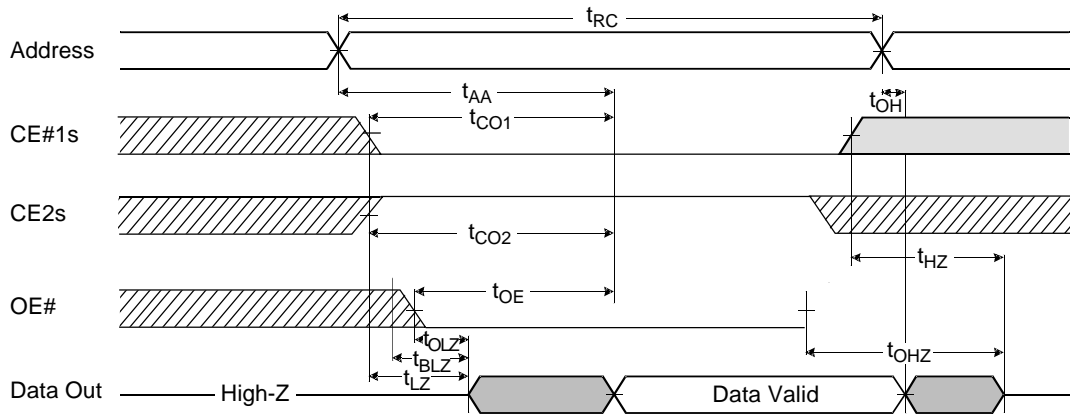 tRC
Address
tAA
tOH
tCO1
CE#1s
CE2s
tCO2
tHZ
OE#
tOE
tOLZ
tOHZ
tBLZ
tLZ
Data Out
High-Z
Data Valid